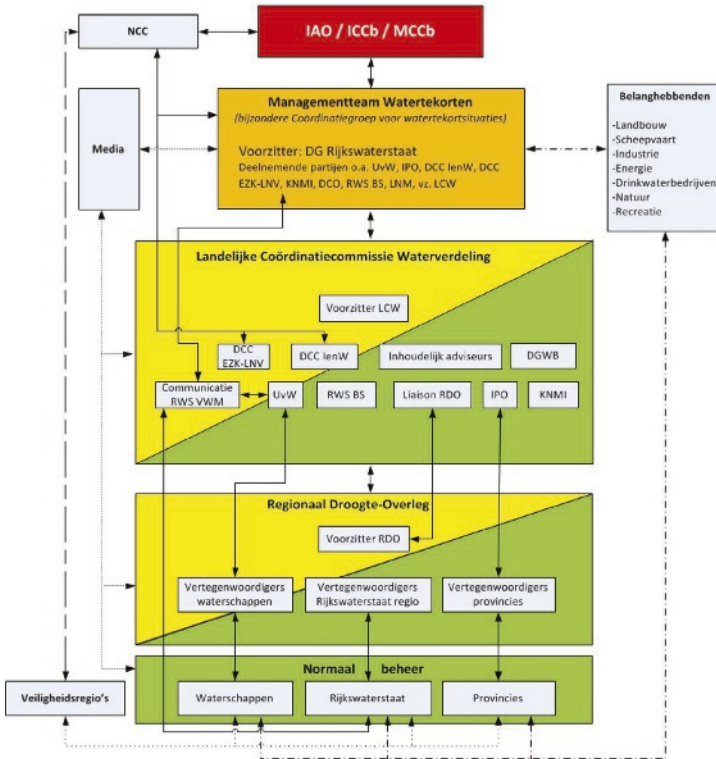 NCC
IAO / ICCb / MCCb
Managementteam Watertekorten
(bijzondere Coördinatiegroep voor watertekortsituaties)
Voorzitter: DG Rijkswaterstaat
Deelnemende partijen o.a. UvW, IPO, DCC IenW, DCC
EZK-LNV, KNMI, DCO, RWS BS, LNM, vz. LCW
Media
Belanghebbenden
-Landbouw
-Scheepvaart
-Industrie
-Energie
-Drinkwaterbedrijven
-Natuur
-Recreatie
Landelijke Coördinatiecommissie Waterverdeling
Voorzitter LCW
DCC
EZK-LNV
DCC IenW
Inhoudelijk adviseurs
DGWB
Communicatie
RWS VWM
UvW
RWS BS
Liaison RDO
IPO
KNMI
Regionaal Droogte-Overleg
Voorzitter RDO
Vertegenwoordigers
waterschappen
Vertegenwoordigers
Rijkswaterstaat regio
Vertegenwoordigers
provincies
Normaal beheer
Veiligheidsregio's
Waterschappen
Rijkswaterstaat
Provincies